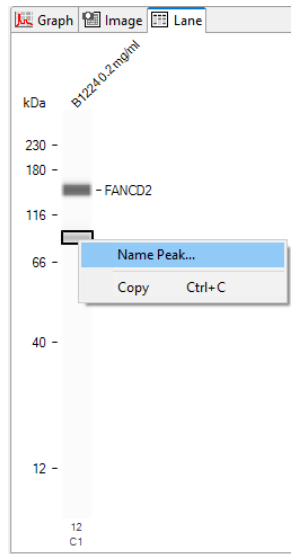 Graph Image Lane
B1224 0.2 mg/ml
kDa
230 -
180 -
- FANCD2
116 -
66 -
Name Peak...
Copy Ctrl+C
40 -
12 -
12
C1